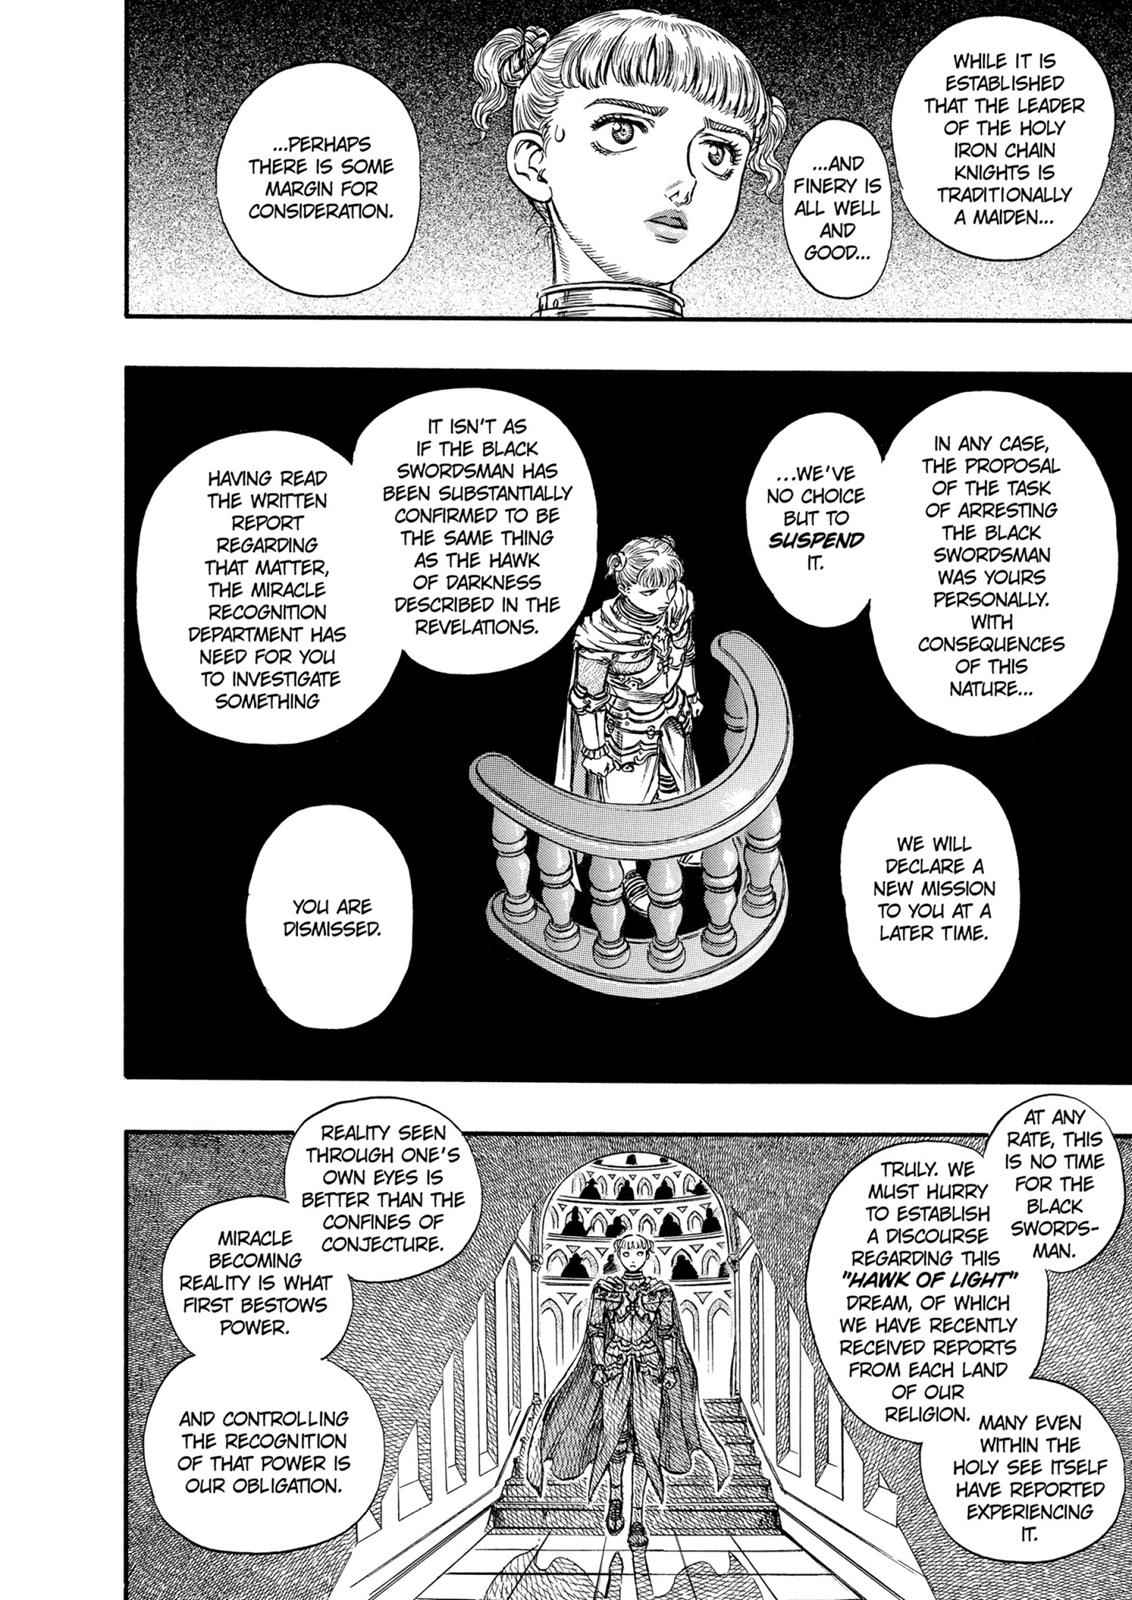 WHILE IT IS
ESTABLISHED
THAT THE LEADER
OF THE HOLY
IRON CHAIN
KNIGHTS IS
TRADITIONALLY
A MAIDEN...
...AND
FINERY IS
ALL WELL
AND
GOOD...
...PERHAPS
THERE IS SOME
MARGIN FOR
CONSIDERATION.
IN ANY CASE,
THE PROPOSAL
OF THE TASK
OF ARRESTING
THE BLACK
SWORDSMAN
WAS YOURS
PERSONALLY.
WITH
CONSEQUENCES
OF THIS
NATURE...
...WE'VE
NO CHOICE
BUT TO
SUSPEND
IT.
IT ISN'T AS
IF THE BLACK
SWORDSMAN HAS
BEEN SUBSTANTIALLY
CONFIRMED TO BE
THE SAME THING
AS THE HAWK
OF DARKNESS
DESCRIBED IN THE
REVELATIONS.
HAVING READ
THE WRITTEN
REPORT
REGARDING
THAT MATTER,
THE MIRACLE
RECOGNITION
DEPARTMENT HAS
NEED FOR YOU
TO INVESTIGATE
SOMETHING
WE WILL
DECLARE A
NEW MISSION
TO YOU AT A
LATER TIME.
YOU ARE
DISMISSED.
AT ANY
RATE, THIS
IS NO TIME
FOR THE
BLACK
SWORDS-
MAN.
TRULY. WE
MUST HURRY
TO ESTABLISH
A DISCOURSE
REGARDING THIS
"HAWK OF LIGHT"
DREAM, OF WHICH
WE HAVE RECENTLY
RECEIVED REPORTS
FROM EACH LAND
OF OUR
RELIGION.
MANY EVEN
WITHIN THE
HOLY SEE ITSELF
HAVE REPORTED
EXPERIENCING
IT.
REALITY SEEN
THROUGH ONE'S
OWN EYES IS
BETTER THAN THE
CONFINES OF
CONJECTURE.
MIRACLE
BECOMING
REALITY IS WHAT
FIRST BESTOWS
POWER.
AND CONTROLLING
THE RECOGNITION
OF THAT POWER IS
OUR OBLIGATION.